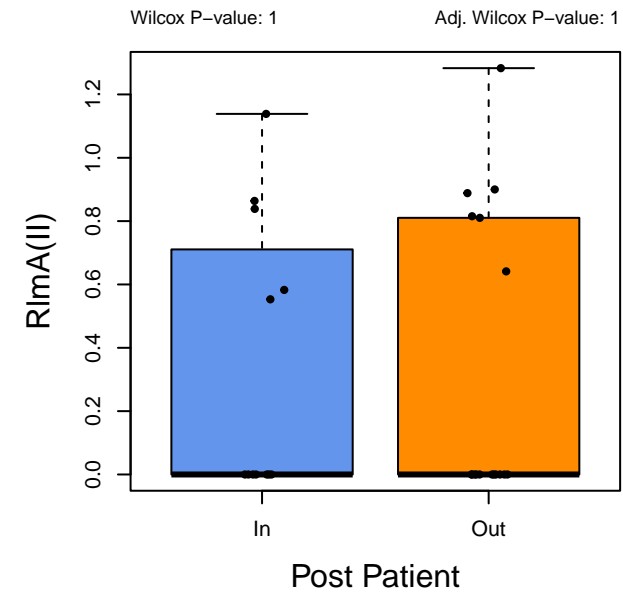 Wilcox P−value: 1
Adj. Wilcox P−value: 1
RlmA(II)
1.2
1.0
0.8
0.6
0.4
0.2
0.0
In
Out
Post Patient